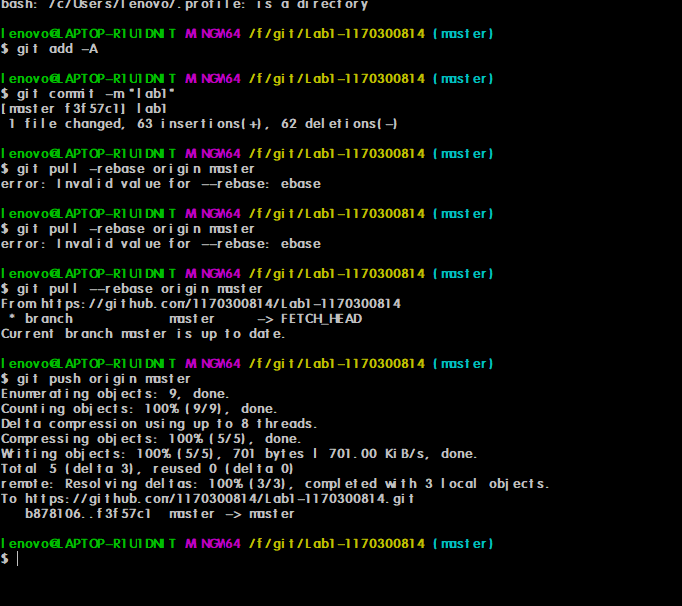 bash: /c/Users/lenovo/.profile: is a directory
lenovo@LAPTOP-R1U1DNIT MINGW64 /f/git/Lab1-1170300814 (master)
$ git add -A
lenovo@LAPTOP-R1U1DNIT MINGW64 /f/git/Lab1-1170300814 (master)
$ git commit -m"lab1"
[master f3f57c1] lab1
1 file changed, 63 insertions(+), 62 deletions(-)
lenovo@LAPTOP-R1U1DNIT MINGW64 /f/git/Lab1-1170300814 (master)
$ git pull -rebase origin master
error: Invalid value for --rebase: ebase
lenovo@LAPTOP-R1U1DNIT MINGW64 /f/git/Lab1-1170300814 (master)
$ git pull -rebase origin master
error: Invalid value for --rebase: ebase
lenovo@LAPTOP-R1U1DNIT MINGW64 /f/git/Lab1-1170300814 (master)
$ git pull --rebase origin master
From https://github.com/1170300814/Lab1-1170300814
* branch master -> FETCH_HEAD
Current branch master is up to date.
lenovo@LAPTOP-R1U1DNIT MINGW64 /f/git/Lab1-1170300814 (master)
$ git push origin master
Enumerating objects: 9, done.
Counting objects: 100% (9/9), done.
Delta compression using up to 8 threads.
Compressing objects: 100% (5/5), done.
Writing objects: 100% (5/5), 701 bytes | 701.00 KiB/s, done.
Total 5 (delta 3), reused 0 (delta 0)
remote: Resolving deltas: 100% (3/3), completed with 3 local objects.
To https://github.com/1170300814/Lab1-1170300814.git
b878106..f3f57c1 master -> master
lenovo@LAPTOP-R1U1DNIT MINGW64 /f/git/Lab1-1170300814 (master)
$